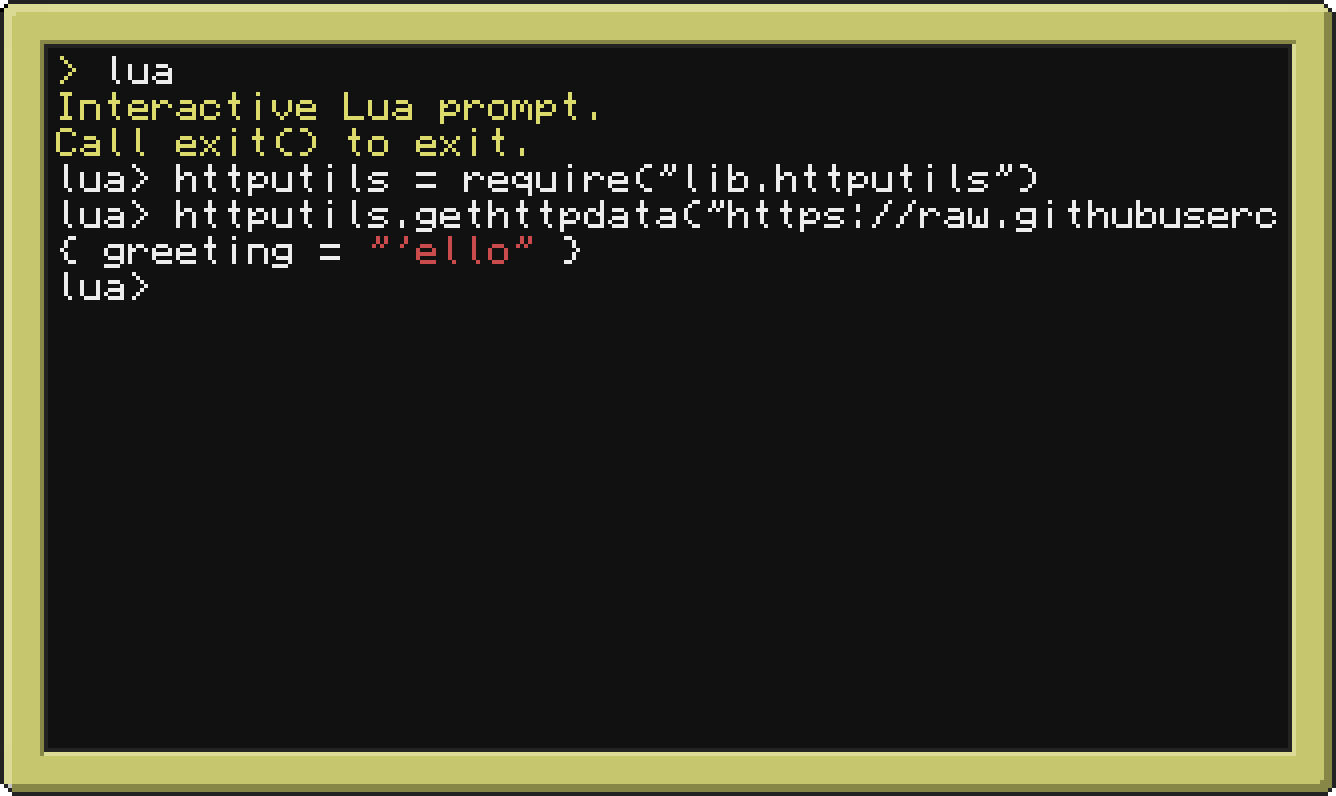 > lua
Interactive Lua prompt.
Call exit() to exit.
lua> httputils = require("lib.httputils")
lua> httputils.gethttpdata("https://raw.githubuserc
{ greeting = "'ello" }
lua>